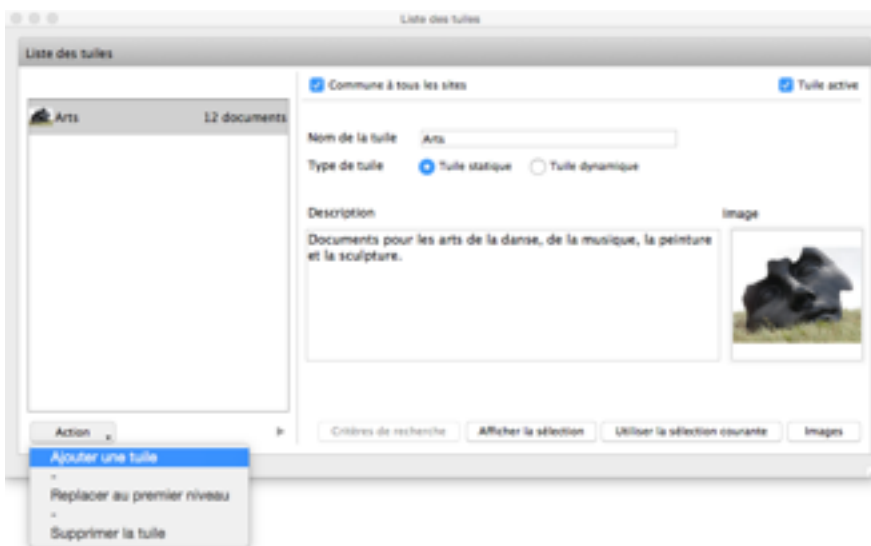 Liste des tuiles
Liste des tuiles
Commune à tous les sites
Tuile active
Arts 12 documents
Nom de la tuile Arts
Type de tuile Tuile statique Tuile dynamique
Description
Image
Documents pour les arts de la danse, de la musique, la peinture
et la sculpture.
Action
Critères de recherche
Afficher la sélection
Utiliser la sélection courante
Images
Ajouter une tuile
-
Replacer au premier niveau
-
Supprimer la tuile